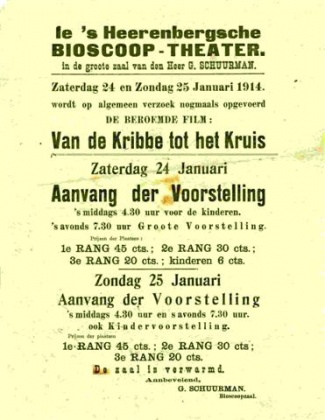 Ie 's Heerenbergsche
BIOSCOOP-THEATER.
in de groote zaal van den Heer G. SCHUURMAN.
Zaterdag 24 en Zondag 25 Januari 1914.
wordt op algemeen verzoek nogmaals opgevoerd
DE BEROEMDE FILM:
Van de Kribbe tot het Kruis
Zaterdag 24 Januari
Aanvang der Voorstelling
's middags 4.30 uur voor de kinderen.
's avonds 7.30 uur Groote Voorstelling.
Prijzen der Plaatsen:
1e RANG 45 cts.; 2e RANG 30 cts.;
3e RANG 20 cts.; kinderen 6 cts.
Zondag 25 Januari
Aanvang der Voorstelling
's middags 4.30 en s avonds 7.30 uur.
ook Kindervoorstelling.
Prijzen der plaatsen
1e RANG 45 cts.; 2e RANG 30 cts;
3e RANG 20 cts.
De zaal is verwarmd.
Aanbevelend,
G. SCHUURMAN.
Bioscoopzaal.